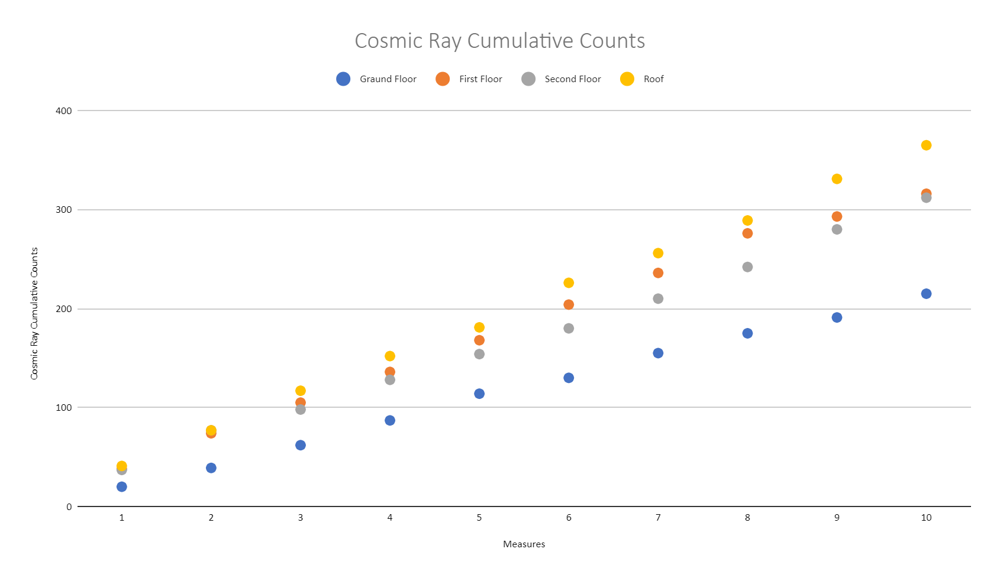 Cosmic Ray Cumulative Counts
Graund Floor First Floor Second Floor Roof
400
300
200
100
0
Cosmic Ray Cumulative Counts
1 2 3 4 5 6 7 8 9 10
Measures